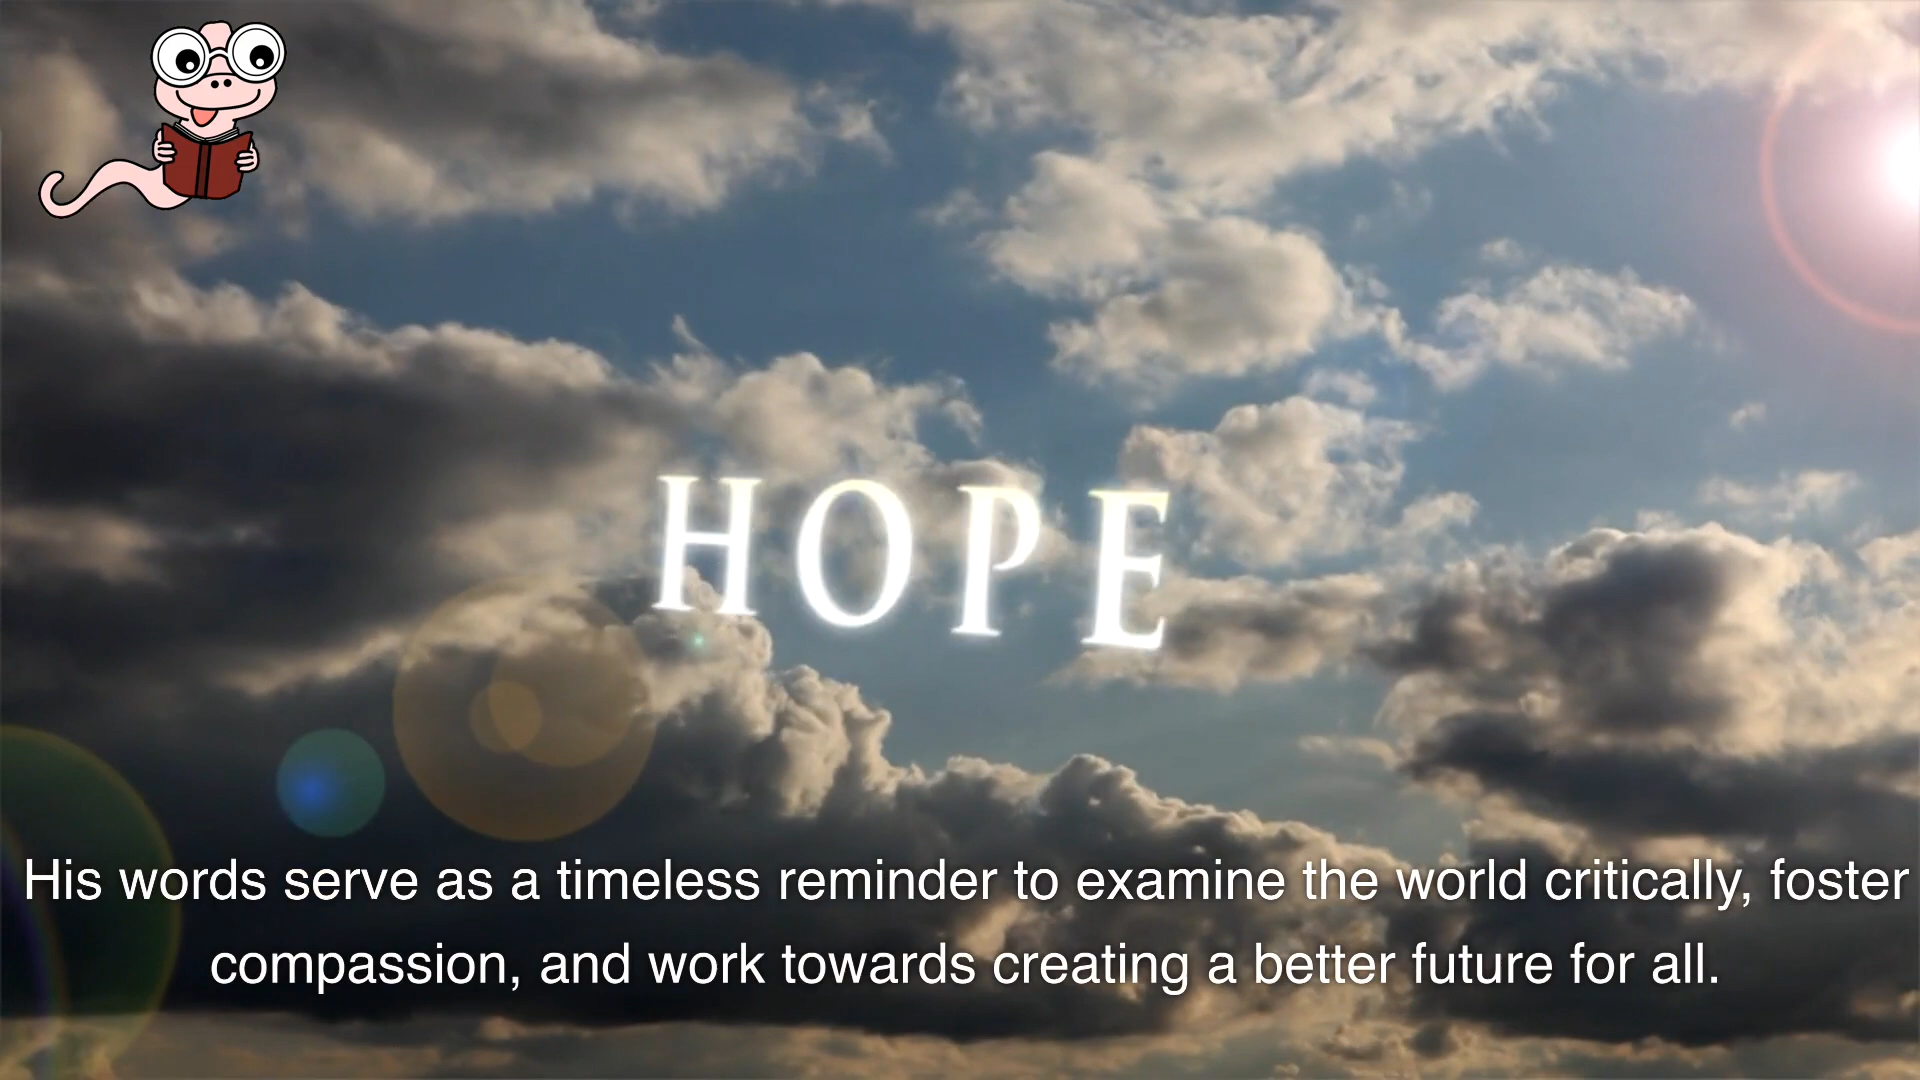 HOPE
His words serve as a timeless reminder to examine the world critically, foster
compassion, and work towards creating a better future for all.